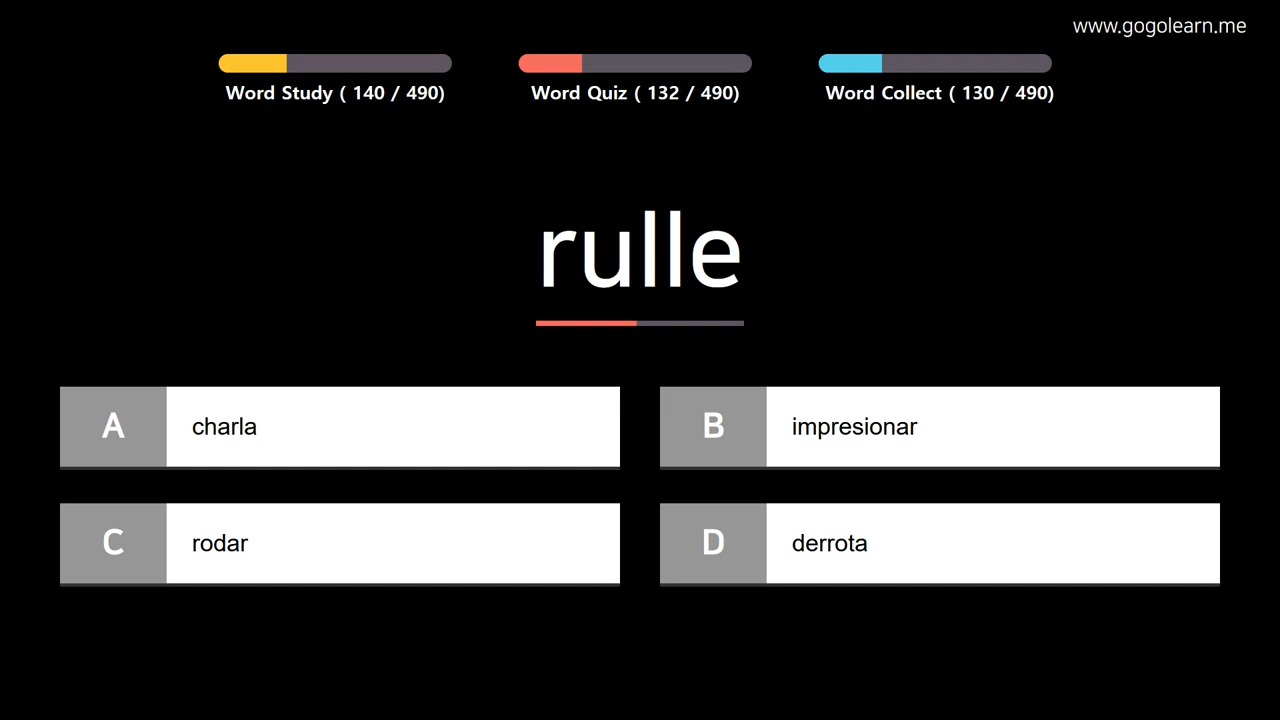 www.gogolearn.me
Word Study ( 140 / 490)
Word Quiz ( 132 / 490)
Word Collect ( 130 / 490)
rulle
A charla
B impresionar
C rodar
D derrota